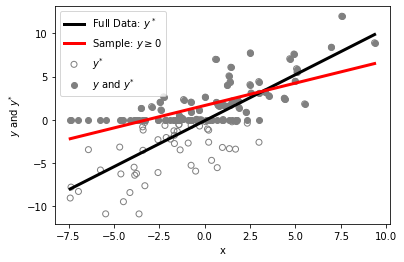 Full Data: y*
Sample: y ≥ 0
y*
y and y*
y and y*
10
5
0
−5
−10
−7.5
−5.0
−2.5
0.0
2.5
5.0
7.5
10.0
x